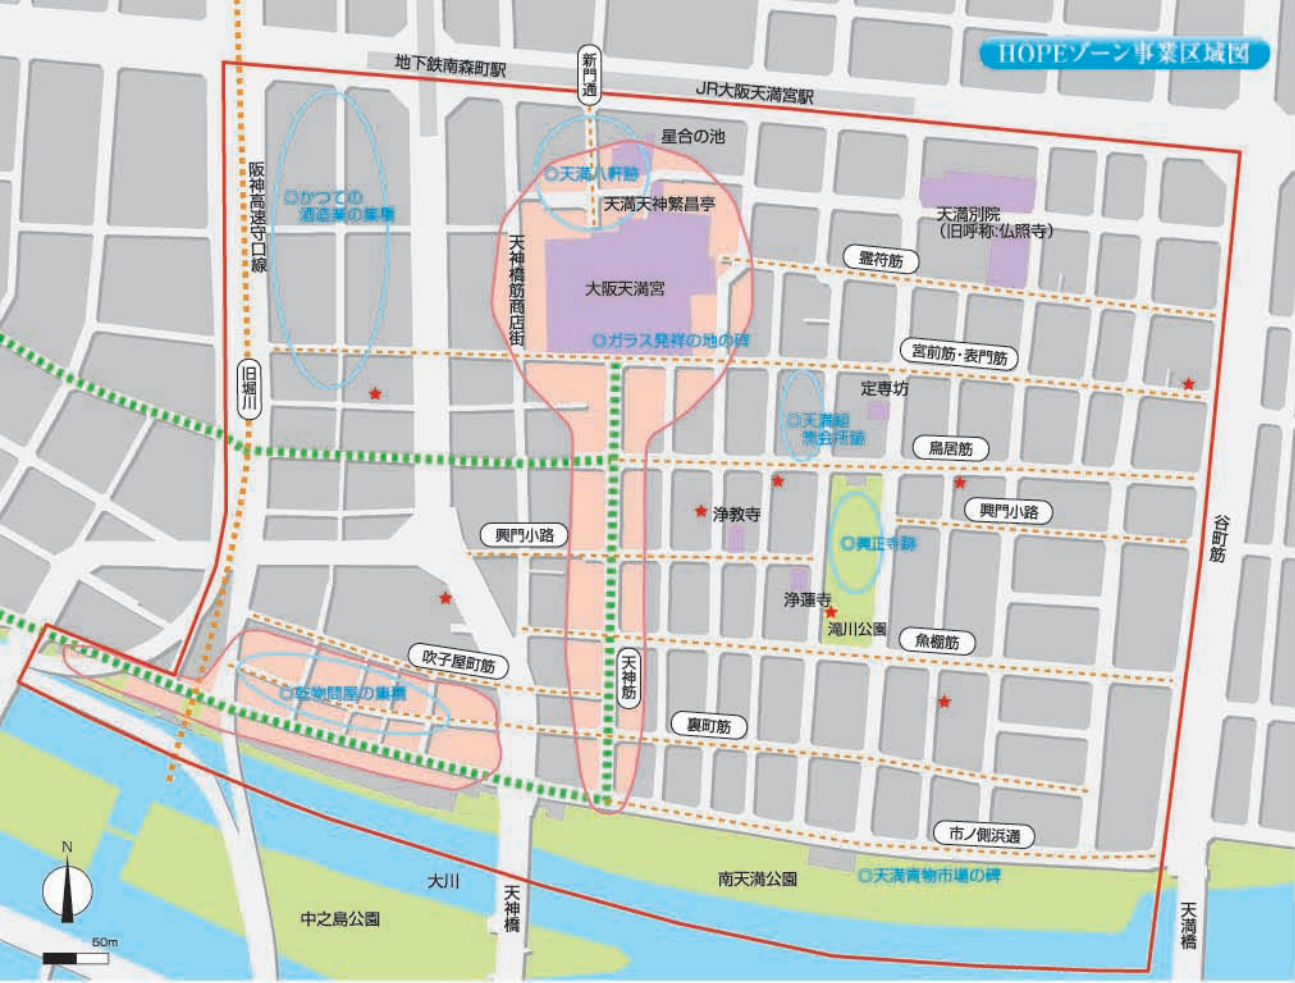 HOPEゾーン事業区域図
地下鉄南森町駅
新門通
JR大阪天満宮駅
星合の池
◎天満八軒跡
天満天神繁昌亭
阪神高速守口線
◎かつての
酒造業の集積
天神橋筋商店街
天満別院
(旧呼称:仏照寺)
霊符筋
大阪天満宮
◎ガラス発祥の地の碑
宮前筋・表門筋
旧堀川
定専坊
◎天満組
惣会所跡
鳥居筋
興門小路
浄教寺
興門小路
◎興正寺跡
谷町筋
浄蓮寺
滝川公園
魚棚筋
吹子屋町筋
天神筋
◎乾物問屋の集積
裏町筋
市ノ側浜通
南天満公園
◎天満青物市場の碑
大川
天神橋
中之島公園
天満橋
N
50m